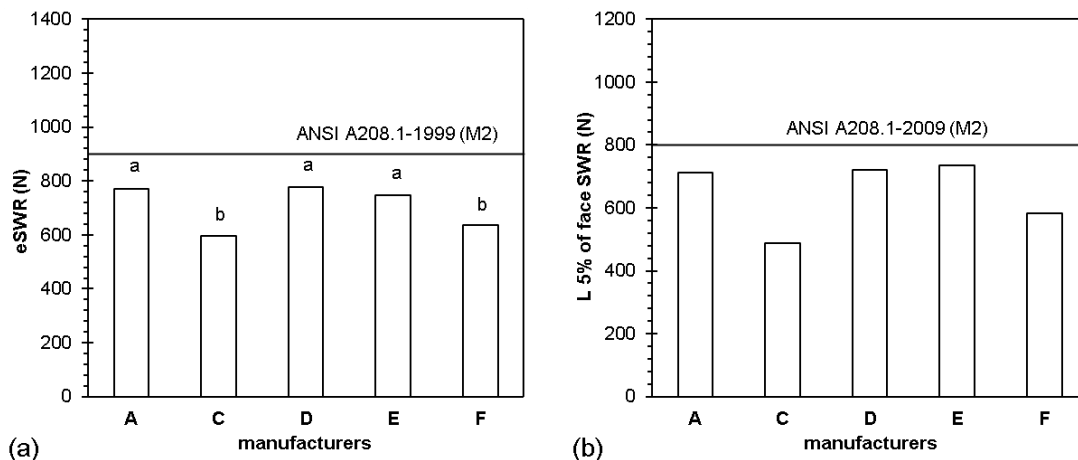 1400
1200
1000
800
600
400
200
0
eSWR (N)
ANSI A208.1-1999 (M2)
a
b
a
a
b
A C D E F
manufacturers
(a)
1200
1000
800
600
400
200
0
L 5% of face SWR (N)
ANSI A208.1-2009 (M2)
A C D E F
manufacturers
(b)